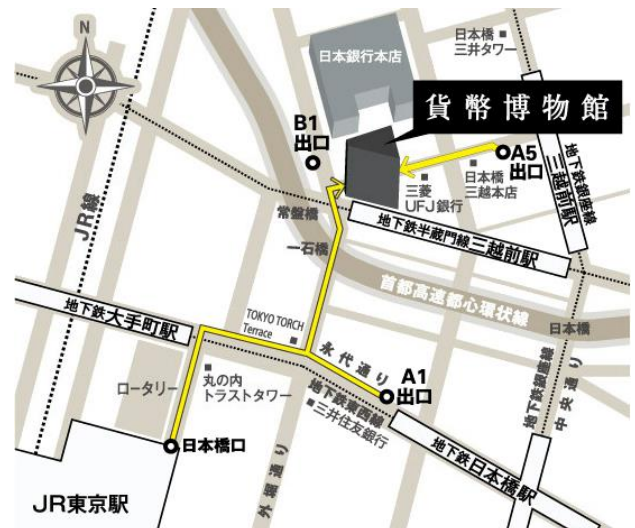 N
日本橋
三井タワー
日本銀行本店
貨幣博物館
B1
出口
A5
出口
地下鉄銀座線
三越前駅
三菱
UFJ銀行
日本橋
三越本店
JR線
常盤橋
一石橋
地下鉄半蔵門線三越前駅
首都高速都心環状線
地下鉄大手町駅
TOKYO TORCH
Terrace
日本橋
永代通り
A1
出口
ロータリー
丸の内
トラストタワー
地下鉄東西線
三井住友銀行
地下鉄銀座線
中央通り
日本橋口
外堀通り
地下鉄日本橋駅
JR東京駅